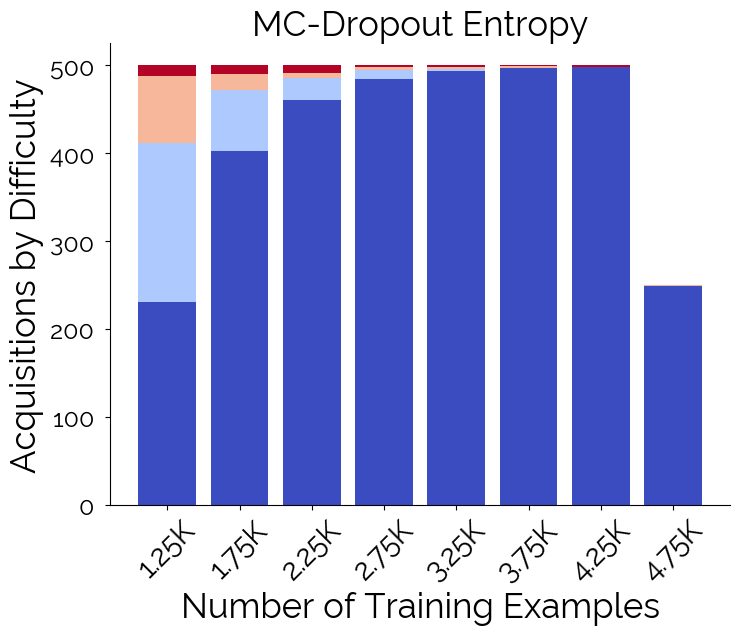 MC-Dropout Entropy
Acquisitions by Difficulty
500
400
300
200
100
0
1.25K
1.75K
2.25K
2.75K
3.25K
3.75K
4.25K
4.75K
Number of Training Examples